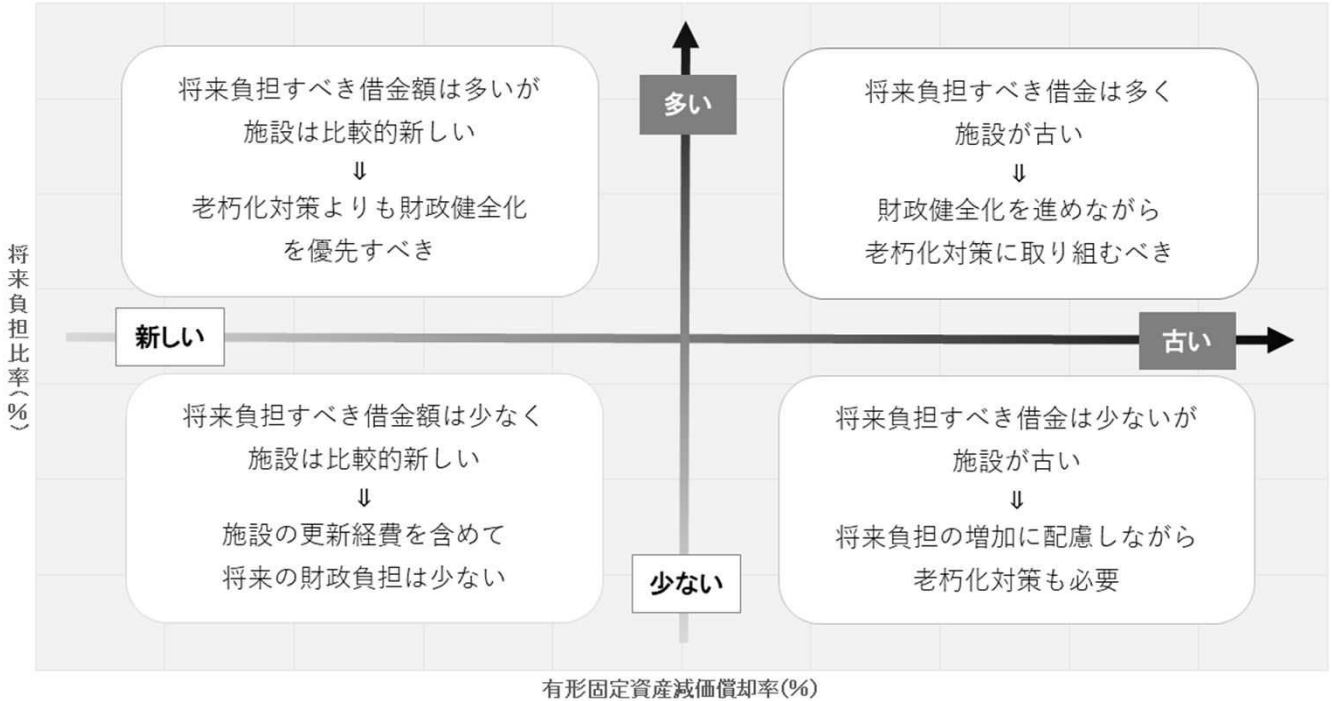 多い
将来負担すべき借金額は多いが
施設は比較的新しい
⇓
老朽化対策よりも財政健全化
を優先すべき
将来負担すべき借金は多く
施設が古い
⇓
財政健全化を進めながら
老朽化対策に取り組むべき
将来負担比率(%)
新しい
古い
将来負担すべき借金額は少なく
施設は比較的新しい
⇓
施設の更新経費を含めて
将来の財政負担は少ない
将来負担すべき借金は少ないが
施設が古い
⇓
将来負担の増加に配慮しながら
老朽化対策も必要
少ない
有形固定資産減価償却率(%)